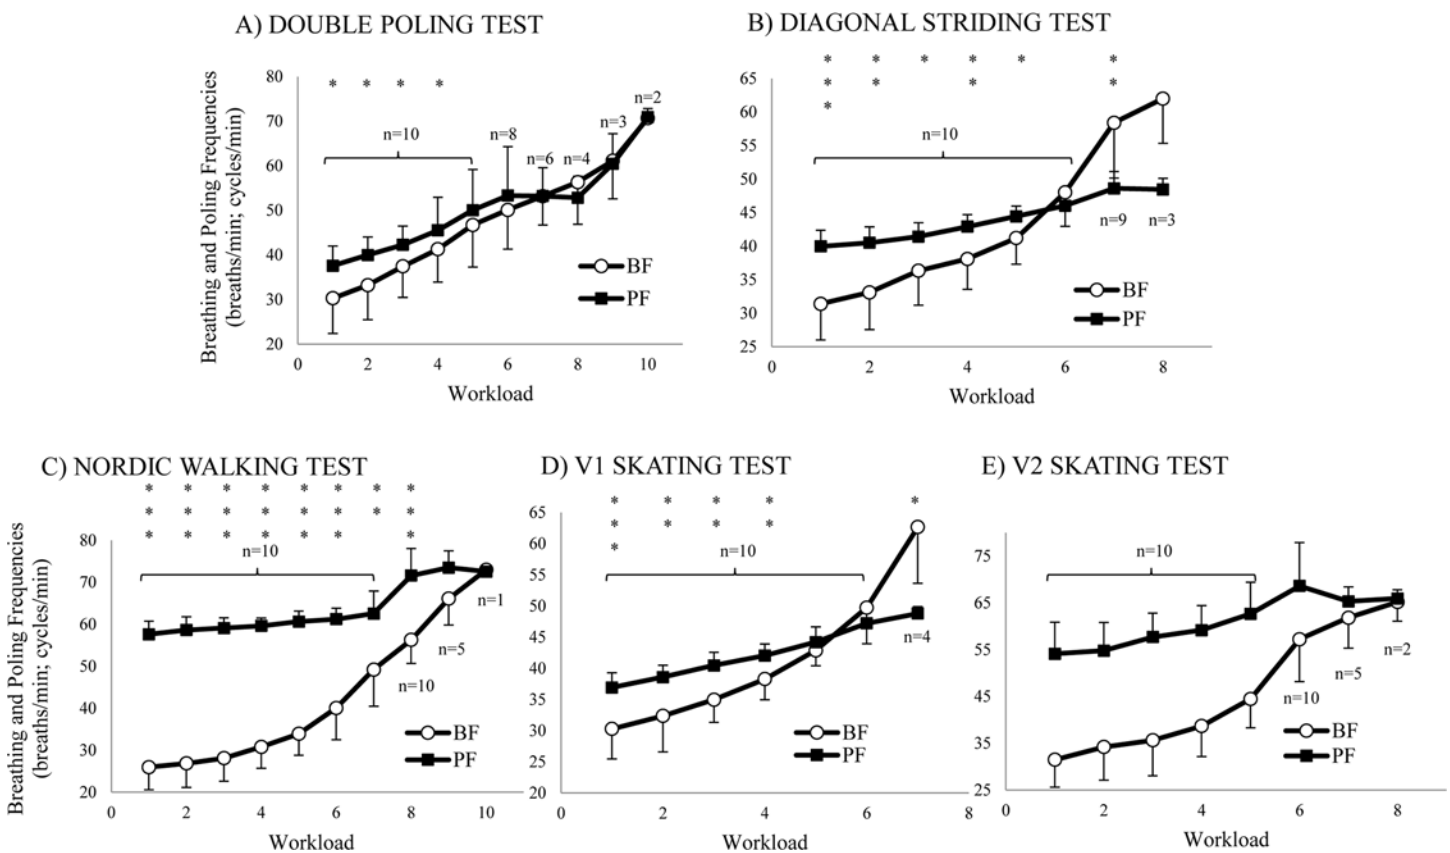 A) DOUBLE POLING TEST
Breathing and Poling Frequencies
(breaths/min; cycles/min)
80
70
60
50
40
30
20
* * * *
n=10
n=8
n=6
n=4
n=3
n=2
BF
PF
0 2 4 6 8 10
Workload
B) DIAGONAL STRIDING TEST
* * * * * *
* * * *
*
65
60
55
50
45
40
35
30
25
n=10
n=9
n=3
BF
PF
0 2 4 6 8
Workload
C) NORDIC WALKING TEST
Breathing and Poling Frequencies
(breaths/min; cycles/min)
* * * * * * * *
* * * * * * * *
* * * * * * *
80
70
60
50
40
30
20
n=10
n=10
n=5
n=1
BF
PF
0 2 4 6 8 10
Workload
D) V1 SKATING TEST
* * * * *
* * * *
*
65
60
55
50
45
40
35
30
25
20
n=10
n=4
BF
PF
0 2 4 6 8
Workload
E) V2 SKATING TEST
75
65
55
45
35
25
n=10
n=10
n=5
n=2
BF
PF
0 2 4 6 8
Workload